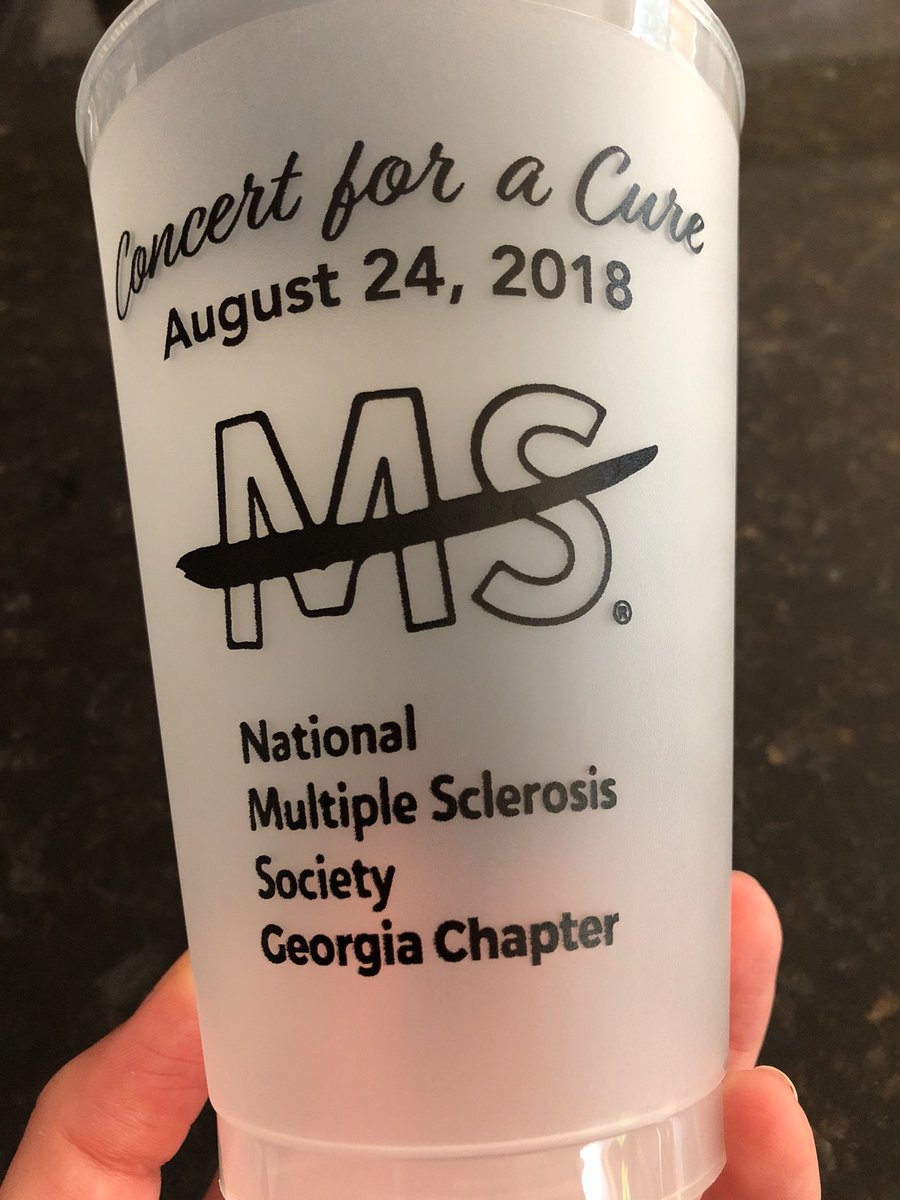 Concert for a Cure
August 24, 2018
MS®
National
Multiple Sclerosis
Society
Georgia Chapter